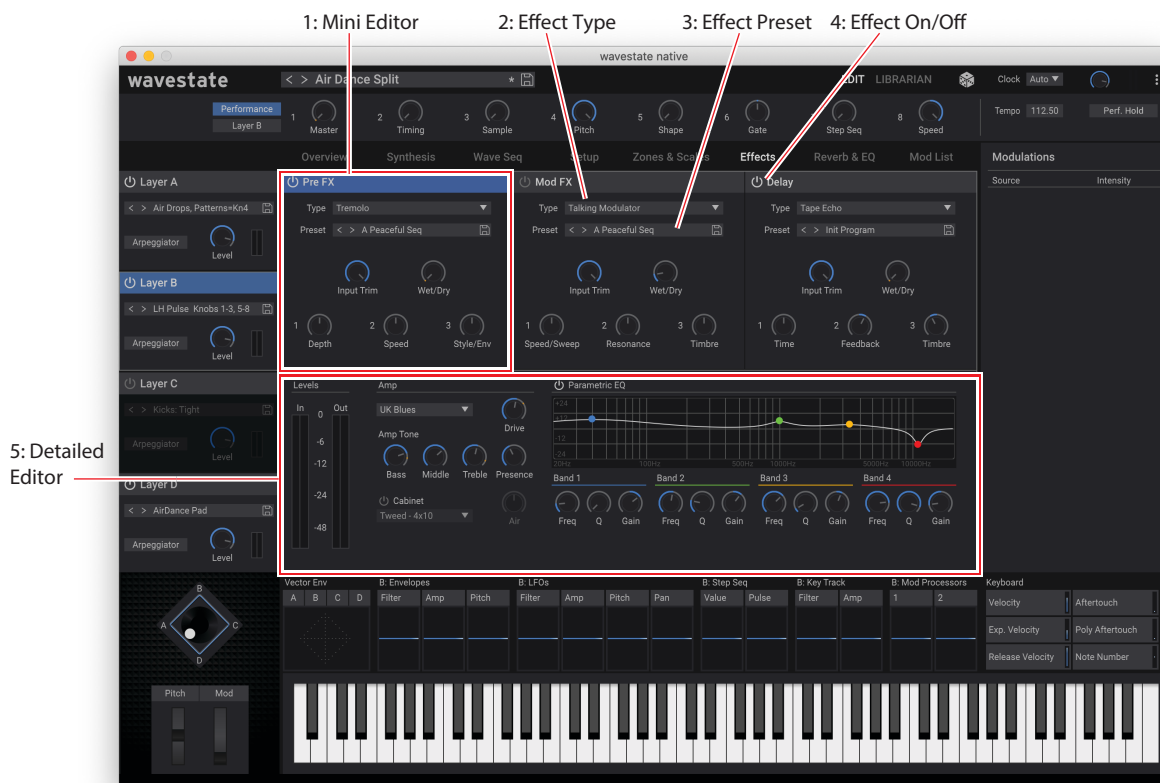 1: Mini Editor 2: Effect Type 3: Effect Preset 4: Effect On/Off
wavestate native
wavestate < > Air Dance Split * EDIT LIBRARIAN Clock Auto
Performance
Layer B
1 Master 2 Timing 3 Sample 4 Pitch 5 Shape 6 Gate Step Seq 8 Speed
Tempo 112.50 Perf. Hold
Overview Synthesis Wave Seq Setup Zones & Scales Effects Reverb & EQ Mod List Modulations
Source Intensity
Layer A
< > Air Drops, Patterns=Kn4
Arpeggiator
Level
Layer B
< > LH Pulse Knobs 1-3, 5-8
Arpeggiator
Level
Layer C
< > Kicks: Tight
Arpeggiator
Level
Layer D
< > AirDance Pad
Arpeggiator
Level
Pre FX
Type Tremolo
Preset < > A Peaceful Seq
Input Trim Wet/Dry
1 Depth 2 Speed 3 Style/Env
Mod FX
Type Talking Modulator
Preset < > A Peaceful Seq
Input Trim Wet/Dry
1 Speed/Sweep 2 Resonance 3 Timbre
Delay
Type Tape Echo
Preset < > Init Program
Input Trim Wet/Dry
1 Time 2 Feedback 3 Timbre
5: Detailed
Editor
Levels
In Out
0
-6
-12
-24
-48
Amp
UK Blues
Drive
Amp Tone
Bass Middle Treble Presence
Cabinet
Tweed - 4x10
Air
Parametric EQ
+24
+12
-12
-24
20Hz 100Hz 500Hz 1000Hz 5000Hz 10000Hz
Band 1 Band 2 Band 3 Band 4
Freq Q Gain Freq Q Gain Freq Q Gain Freq Q Gain
B
A C
D
Pitch Mod
Vector Env B: Envelopes B: LFOs B: Step Seq B: Key Track B: Mod Processors Keyboard
A B C D Filter Amp Pitch Filter Amp Pitch Pan Value Pulse Filter Amp 1 2
Velocity Aftertouch
Exp. Velocity Poly Aftertouch
Release Velocity Note Number